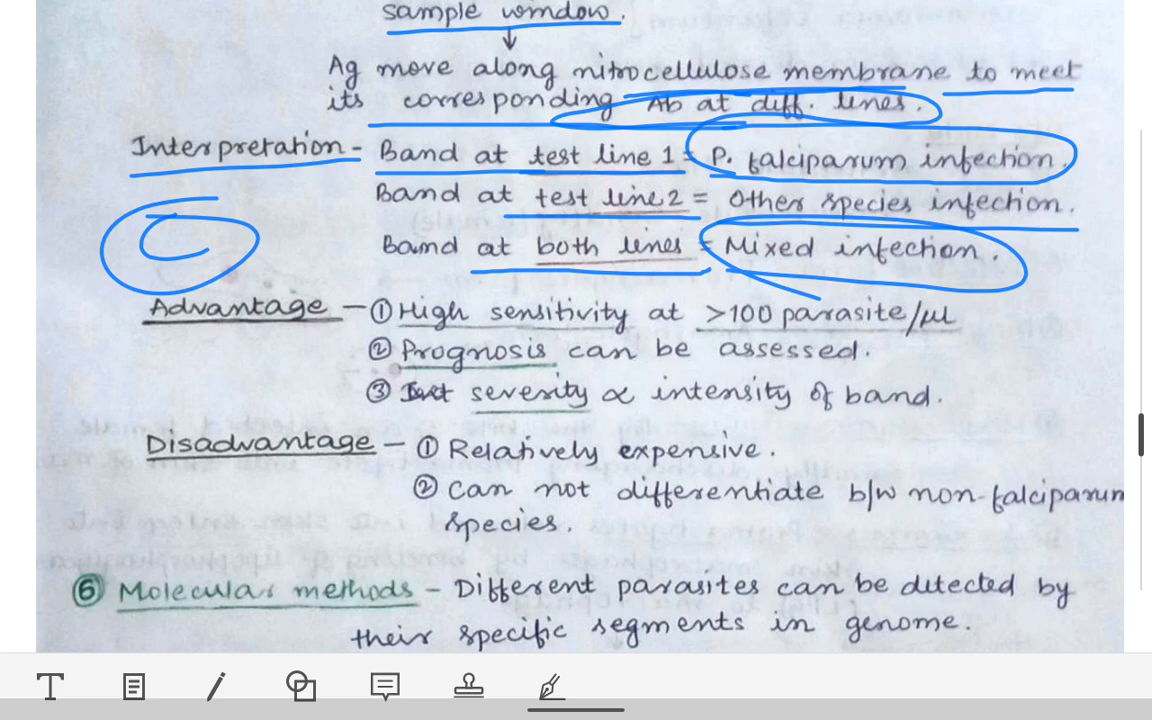 sample window.
Ag move along nitrocellulose membrane to meet
its corresponding Ab at diff. lines.
Interpretation - Band at test line 1 = P. falciparum infection.
Band at test line 2 = Other species infection.
Band at both lines = Mixed infection.
Advantage - ① High sensitivity at >100 parasite/μL
② Prognosis can be assessed.
③ severity ∝ intensity of band.
Disadvantage - ① Relatively expensive.
② Can not differentiate b/w non-falciparum
species.
⑥ Molecular methods - Different parasites can be detected by
their specific segments in genome.
T